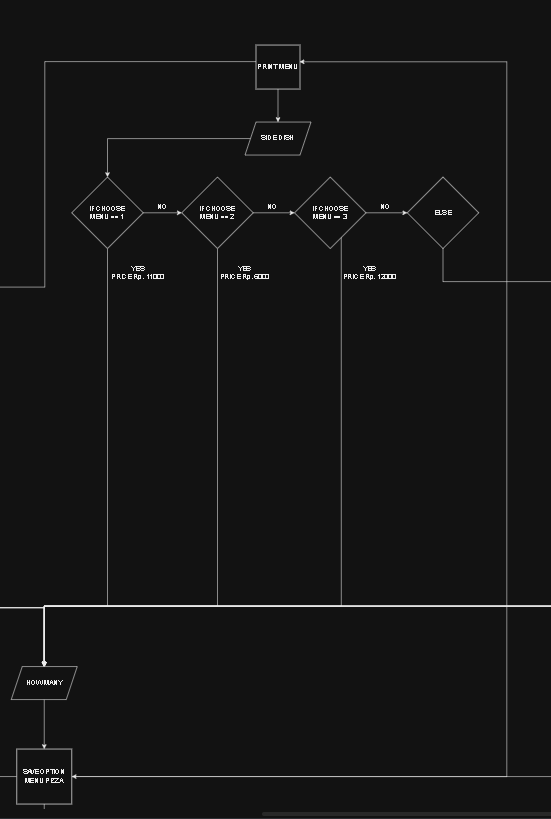 PRINT MENU
SIDE DISH
IF CHOOSE
MENU == 1
NO
IF CHOOSE
MENU == 2
NO
IF CHOOSE
MENU == 3
NO
ELSE
YES
PRICE Rp. 11000
YES
PRICE Rp. 6000
YES
PRICE Rp. 12000
HOW MANY
SAVE OPTION
MENU PIZZA